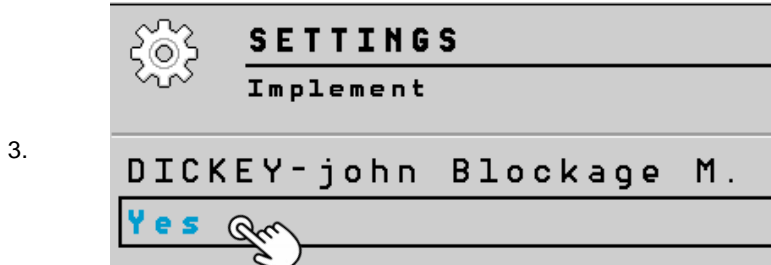 SETTINGS
Implement
3.
DICKEY-john Blockage M.
Yes